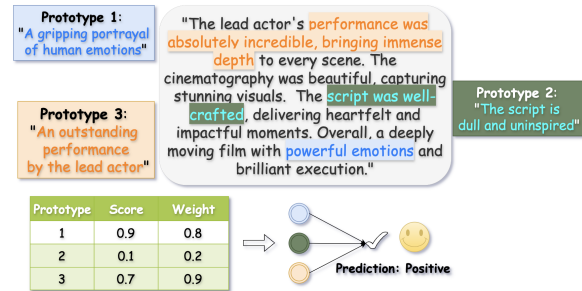 Prototype 1:
"A gripping portrayal
of human emotions"
"The lead actor's performance was
absolutely incredible, bringing immense
depth to every scene. The
cinematography was beautiful, capturing
stunning visuals. The script was well-
crafted, delivering heartfelt and
impactful moments. Overall, a deeply
moving film with powerful emotions and
brilliant execution."
Prototype 2:
"The script is
dull and uninspired"
Prototype 3:
"An outstanding
performance
by the lead actor"
Prototype Score Weight
1 0.9 0.8
2 0.1 0.2
3 0.7 0.9
Prediction: Positive